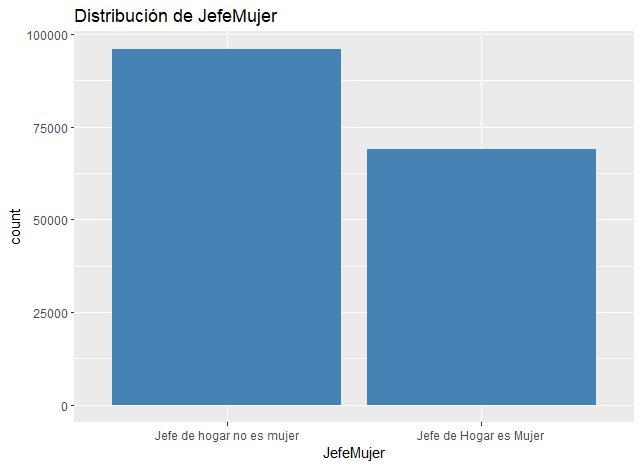 Distribución de JefeMujer
100000
75000
50000
25000
0
count
Jefe de hogar no es mujer
Jefe de Hogar es Mujer
JefeMujer